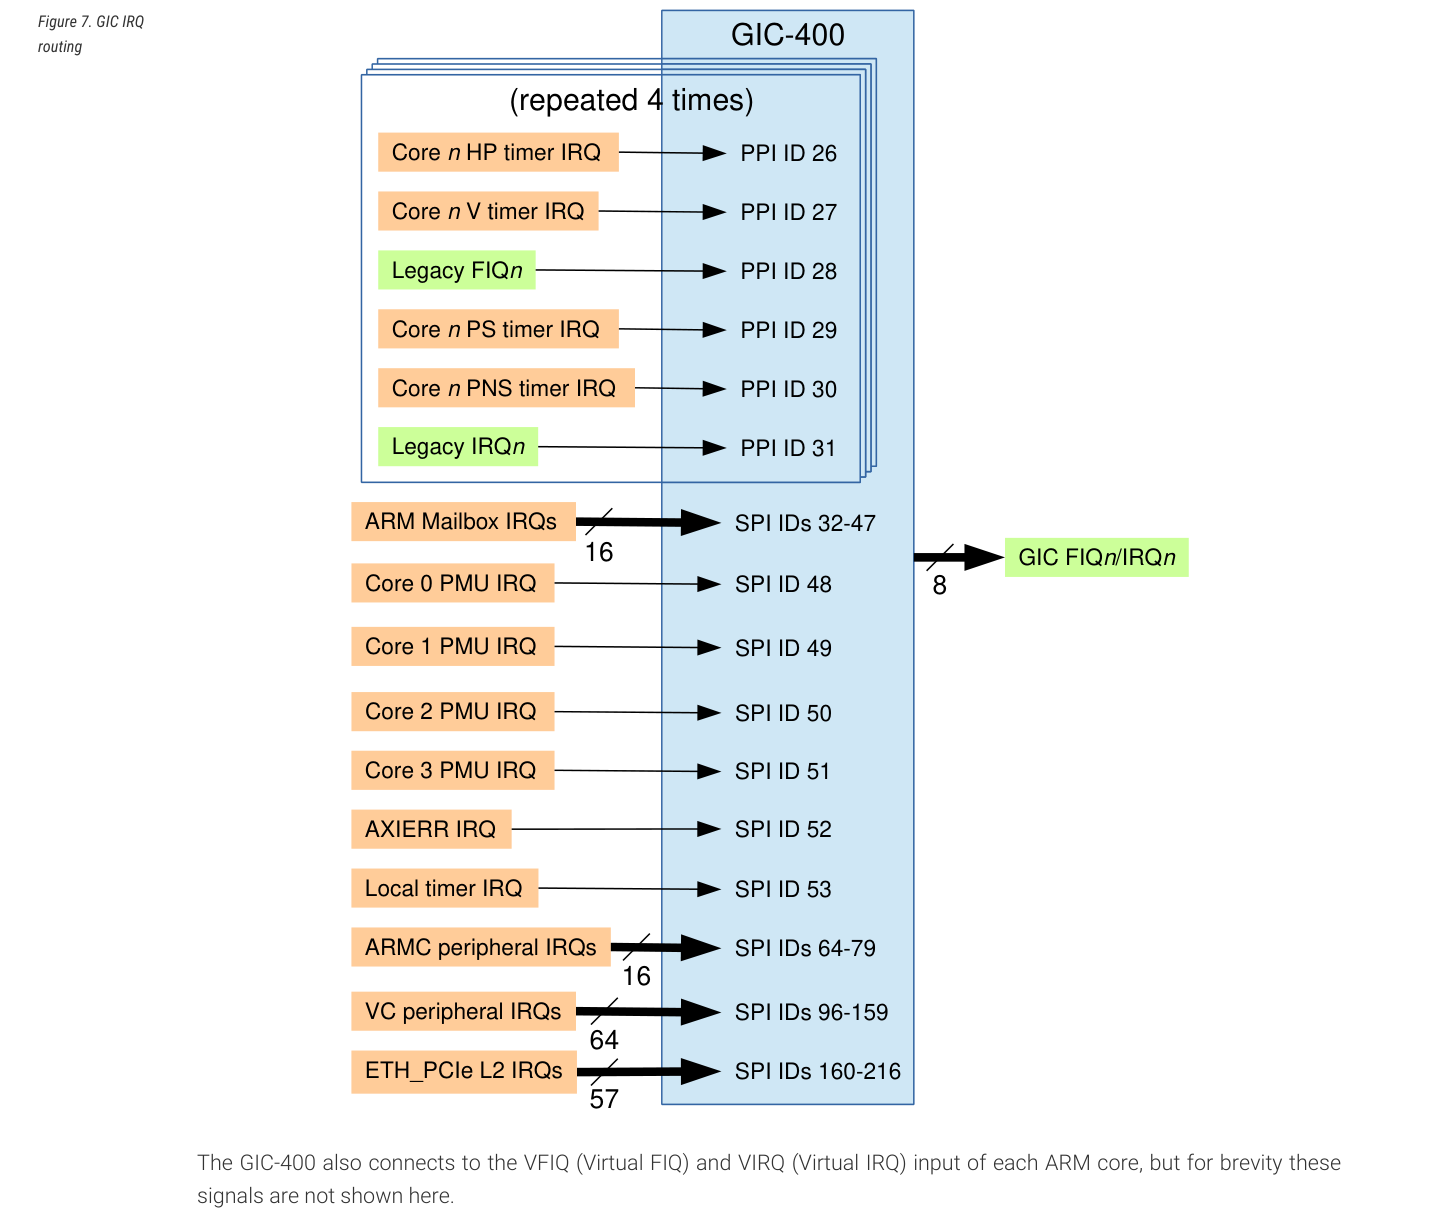 Figure 7. GIC IRQ
routing
GIC-400
(repeated 4 times)
Core n HP timer IRQ PPI ID 26
Core n V timer IRQ PPI ID 27
Legacy FIQn PPI ID 28
Core n PS timer IRQ PPI ID 29
Core n PNS timer IRQ PPI ID 30
Legacy IRQn PPI ID 31
ARM Mailbox IRQs SPI IDs 32-47
16
GIC FIQn/IRQn
8
Core 0 PMU IRQ SPI ID 48
Core 1 PMU IRQ SPI ID 49
Core 2 PMU IRQ SPI ID 50
Core 3 PMU IRQ SPI ID 51
AXIERR IRQ SPI ID 52
Local timer IRQ SPI ID 53
ARMC peripheral IRQs SPI IDs 64-79
16
VC peripheral IRQs SPI IDs 96-159
64
ETH_PCIe L2 IRQs SPI IDs 160-216
57
The GIC-400 also connects to the VFIQ (Virtual FIQ) and VIRQ (Virtual IRQ) input of each ARM core, but for brevity these
signals are not shown here.